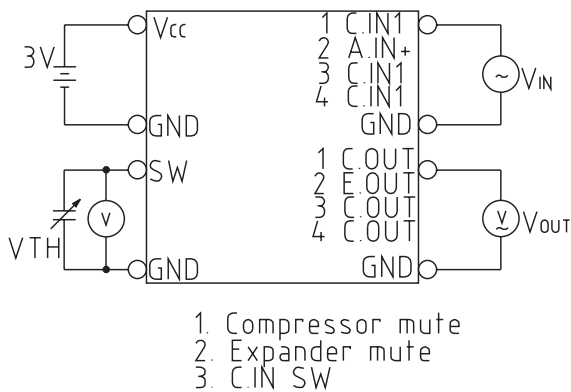 3V
Vcc
GND
SW
V
VTH
GND
1 C.IN1
2 A.IN+
3 C.IN1
4 C.IN1
GND
~
VIN
1 C.OUT
2 E.OUT
3 C.OUT
4 C.OUT
GND
V
~
VOUT
1. Compressor mute
2. Expander mute
3. C.IN SW